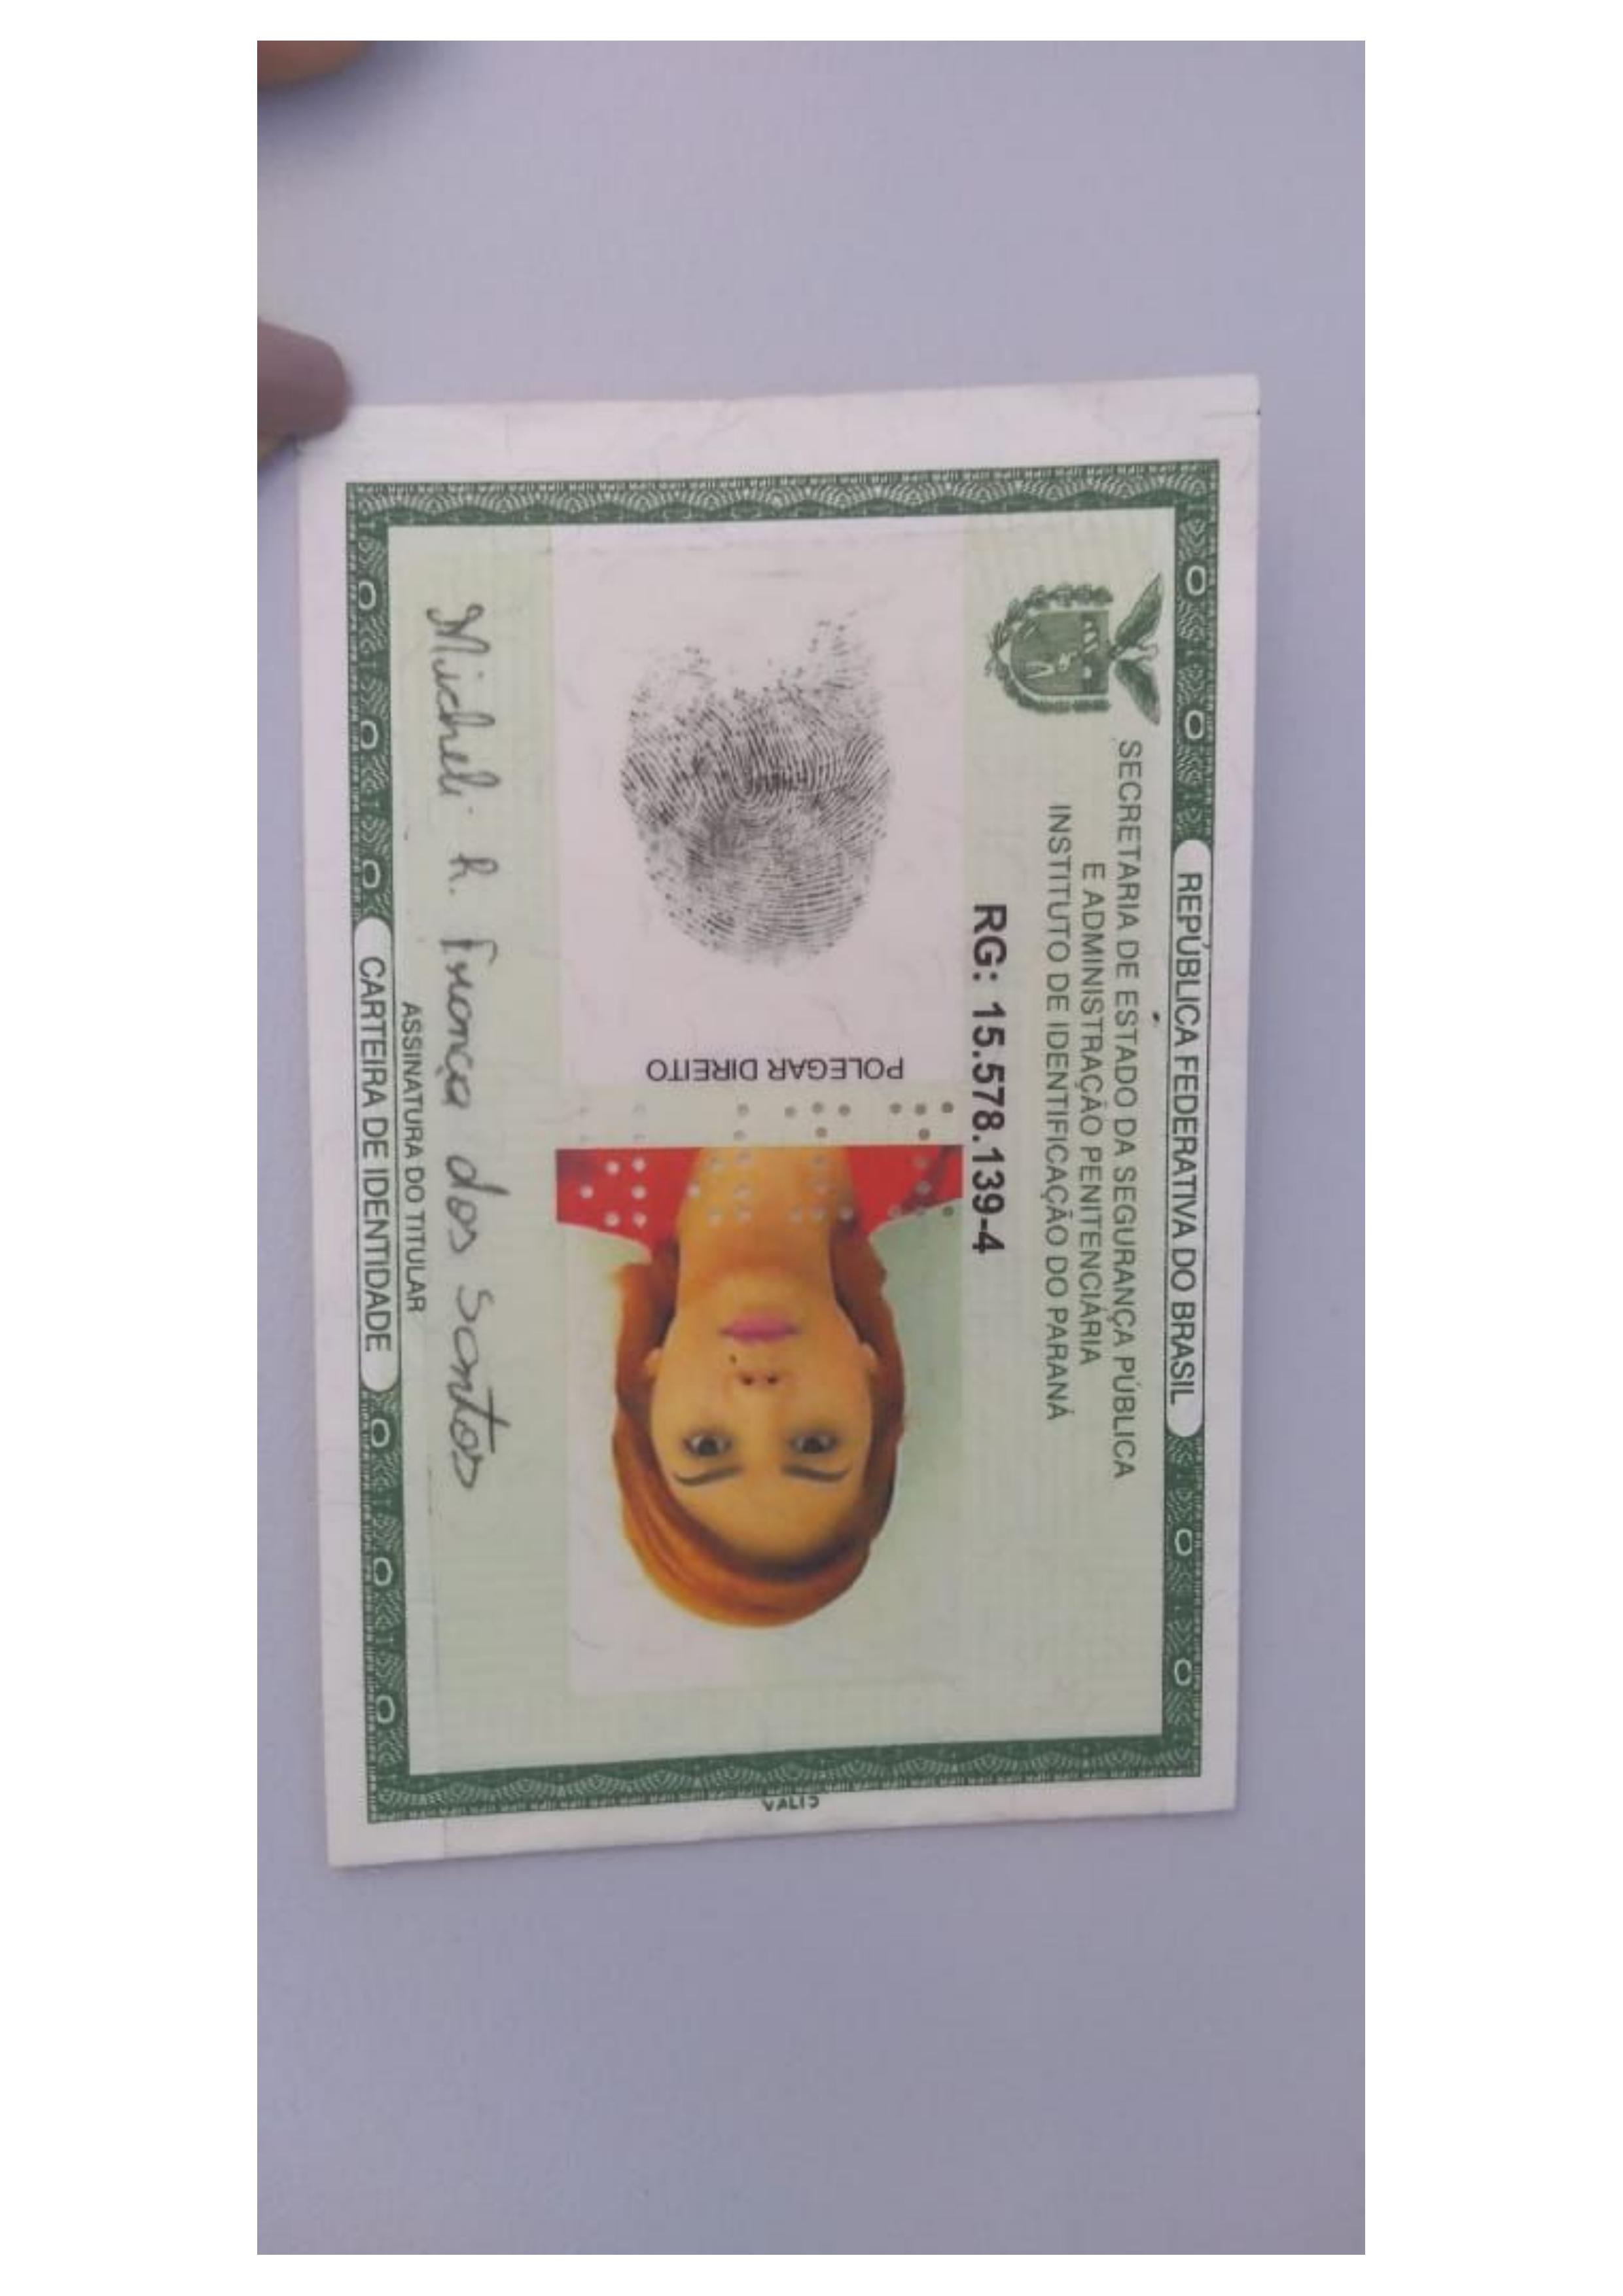 REPÚBLICA FEDERATIVA DO BRASIL
SECRETARIA DE ESTADO DA SEGURANÇA PÚBLICA
E ADMINISTRAÇÃO PENITENCIÁRIA
INSTITUTO DE IDENTIFICAÇÃO DO PARANÁ
RG: 15.578.139-4
POLEGAR DIREITO
Micheli R. França dos Santos
ASSINATURA DO TITULAR
CARTEIRA DE IDENTIDADE
VALID